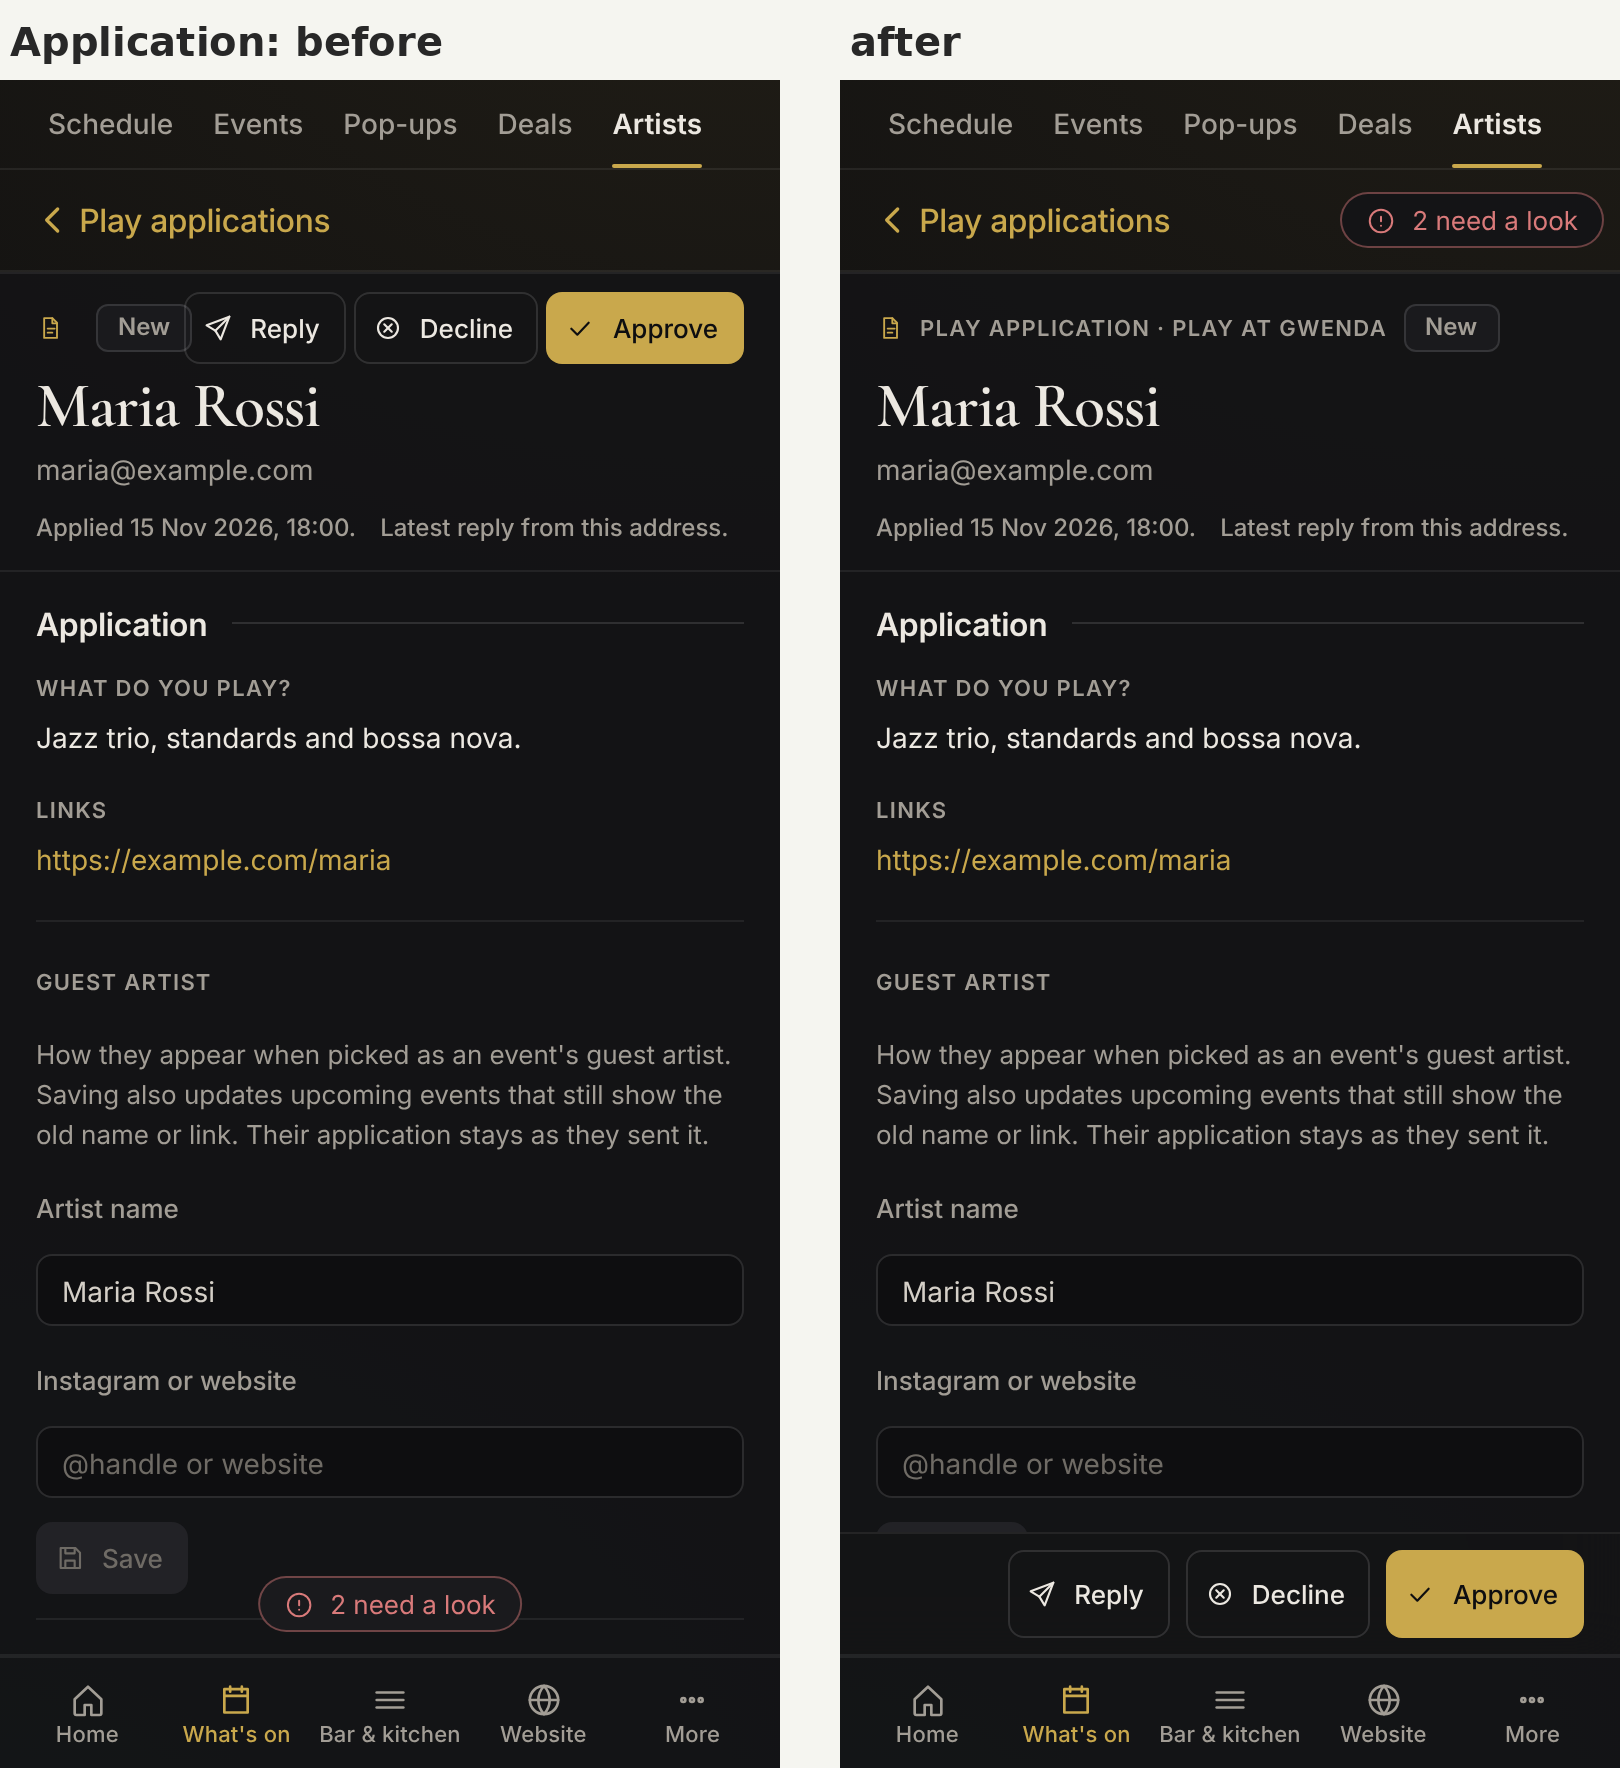 Application: before
Schedule Events Pop-ups Deals Artists
Play applications
New Reply Decline Approve
Maria Rossi
maria@example.com
Applied 15 Nov 2026, 18:00. Latest reply from this address.
Application
WHAT DO YOU PLAY?
Jazz trio, standards and bossa nova.
LINKS
https://example.com/maria
GUEST ARTIST
How they appear when picked as an event's guest artist.
Saving also updates upcoming events that still show the
old name or link. Their application stays as they sent it.
Artist name
Maria Rossi
Instagram or website
@handle or website
Save
2 need a look
Home What's on Bar & kitchen Website More
after
Schedule Events Pop-ups Deals Artists
Play applications 2 need a look
PLAY APPLICATION · PLAY AT GWENDA New
Maria Rossi
maria@example.com
Applied 15 Nov 2026, 18:00. Latest reply from this address.
Application
WHAT DO YOU PLAY?
Jazz trio, standards and bossa nova.
LINKS
https://example.com/maria
GUEST ARTIST
How they appear when picked as an event's guest artist.
Saving also updates upcoming events that still show the
old name or link. Their application stays as they sent it.
Artist name
Maria Rossi
Instagram or website
@handle or website
Reply Decline Approve
Home What's on Bar & kitchen Website More